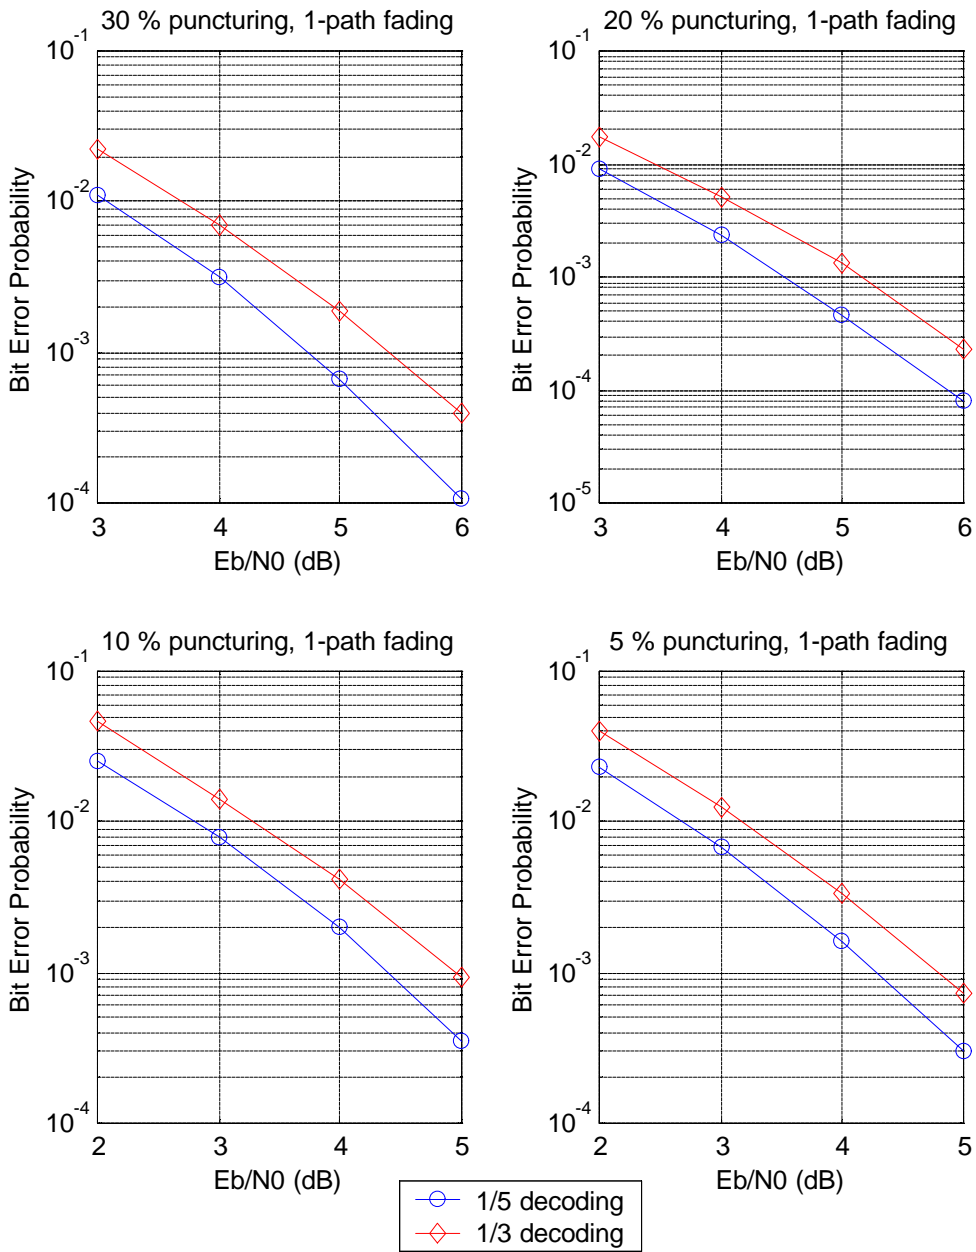 30 % puncturing, 1-path fading
10^-1
10^-2
10^-3
10^-4
Bit Error Probability
3 4 5 6
Eb/N0 (dB)
20 % puncturing, 1-path fading
10^-1
10^-2
10^-3
10^-4
10^-5
Bit Error Probability
3 4 5 6
Eb/N0 (dB)
10 % puncturing, 1-path fading
10^-1
10^-2
10^-3
10^-4
Bit Error Probability
2 3 4 5
Eb/N0 (dB)
5 % puncturing, 1-path fading
10^-1
10^-2
10^-3
10^-4
Bit Error Probability
2 3 4 5
Eb/N0 (dB)
1/5 decoding
1/3 decoding